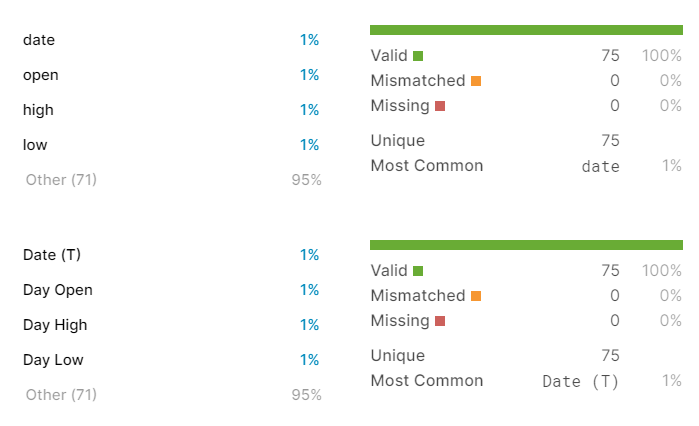 date 1%
open 1%
high 1%
low 1%
Other (71) 95%
Valid 75 100%
Mismatched 0 0%
Missing 0 0%
Unique 75
Most Common date 1%
Date (T) 1%
Day Open 1%
Day High 1%
Day Low 1%
Other (71) 95%
Valid 75 100%
Mismatched 0 0%
Missing 0 0%
Unique 75
Most Common Date (T) 1%